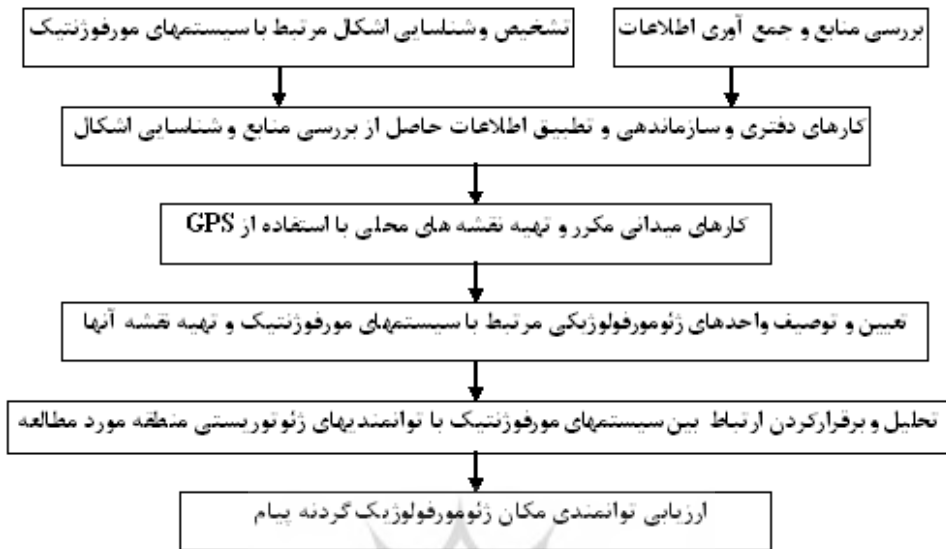 بررسی منابع و جمع آوری اطلاعات
تشخیص و شناسایی اشکال مرتبط با سیستمهای مورفوژنتیک
کارهای دفتری و سازماندهی و تطبیق اطلاعات حاصل از بررسی منابع و شناسایی اشکال
کارهای میدانی مکرر و تهیه نقشه های محلی با استفاده از GPS
تعیین و توصیف واحدهای ژئومورفولوژیکی مرتبط با سیستمهای مورفوژنتیک و تهیه نقشه آنها
تحلیل و برقرارکردن ارتباط بین سیستمهای مورفوژنتیک با توانمندیهای ژئوتوریستی منطقه مورد مطالعه
ارزیابی توانمندی مکان ژئومورفولوژیک گردنه پیام